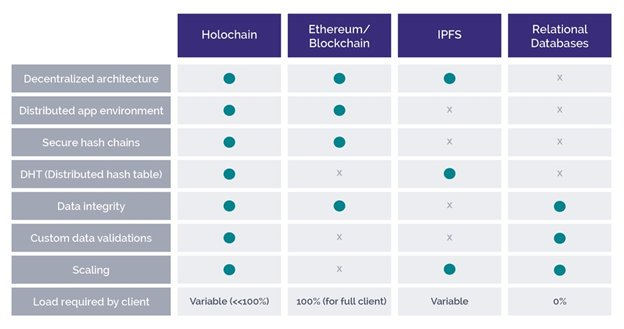 Holochain Ethereum/ Blockchain IPFS Relational Databases
Decentralized architecture x
Distributed app environment x x
Secure hash chains x x
DHT (Distributed hash table) x x
Data integrity x
Custom data validations x x
Scaling x
Load required by client Variable (<<100%) 100% (for full client) Variable 0%